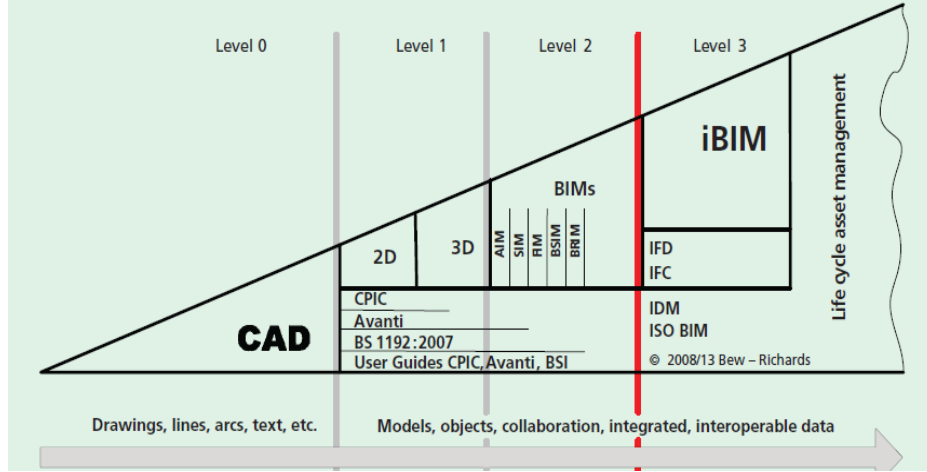 Level 0
Level 1
Level 2
Level 3
iBIM
Life cycle asset management
BIMs
2D
3D
AIM
SIM
FIM
BSIM
BRIM
IFD
IFC
CAD
CPIC
Avanti
BS 1192:2007
User Guides CPIC, Avanti, BSI
IDM
ISO BIM
© 2008/13 Bew – Richards
Drawings, lines, arcs, text, etc.
Models, objects, collaboration, integrated, interoperable data